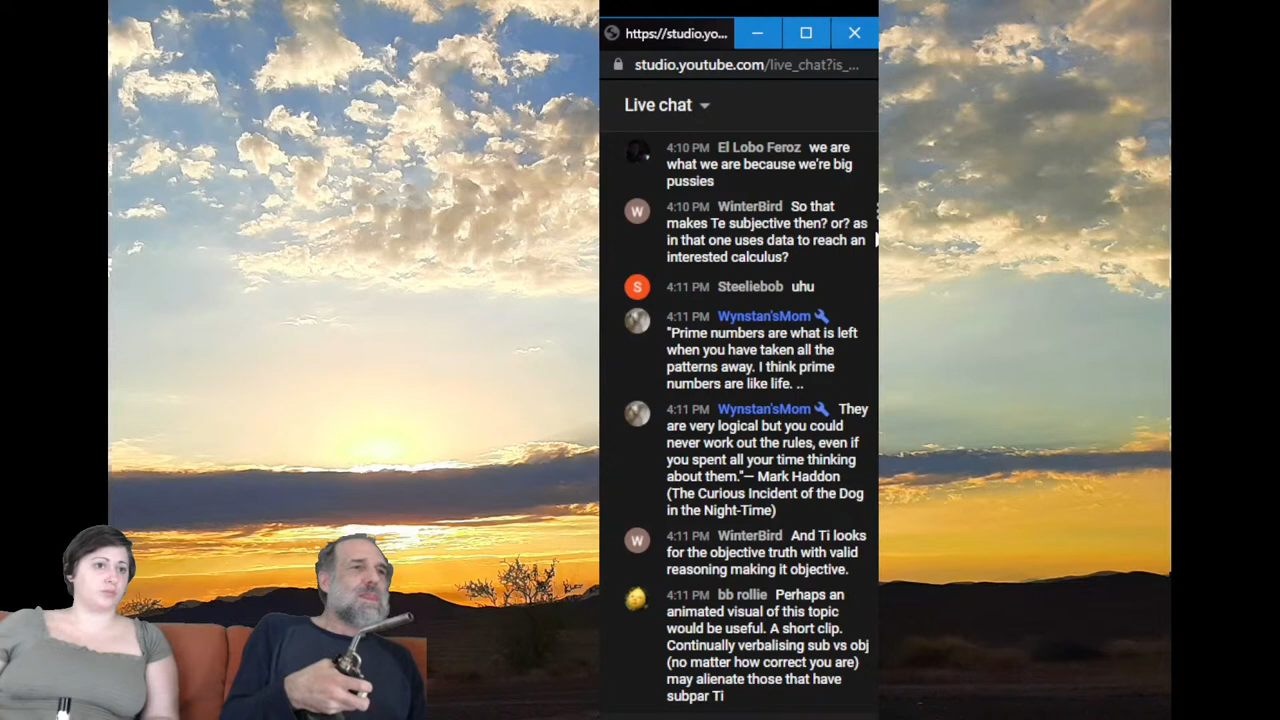 https://studio.yo...
studio.youtube.com/live_chat?is_...
Live chat
4:10 PM El Lobo Feroz we are
what we are because we're big
pussies
W 4:10 PM WinterBird So that
makes Te subjective then? or? as
in that one uses data to reach an
interested calculus?
S 4:11 PM Steeliebob uhu
4:11 PM Wynstan'sMom
"Prime numbers are what is left
when you have taken all the
patterns away. I think prime
numbers are like life. ..
4:11 PM Wynstan'sMom They
are very logical but you could
never work out the rules, even if
you spent all your time thinking
about them."— Mark Haddon
(The Curious Incident of the Dog
in the Night-Time)
W 4:11 PM WinterBird And Ti looks
for the objective truth with valid
reasoning making it objective.
4:11 PM bb rollie Perhaps an
animated visual of this topic
would be useful. A short clip.
Continually verbalising sub vs obj
(no matter how correct you are)
may alienate those that have
subpar Ti